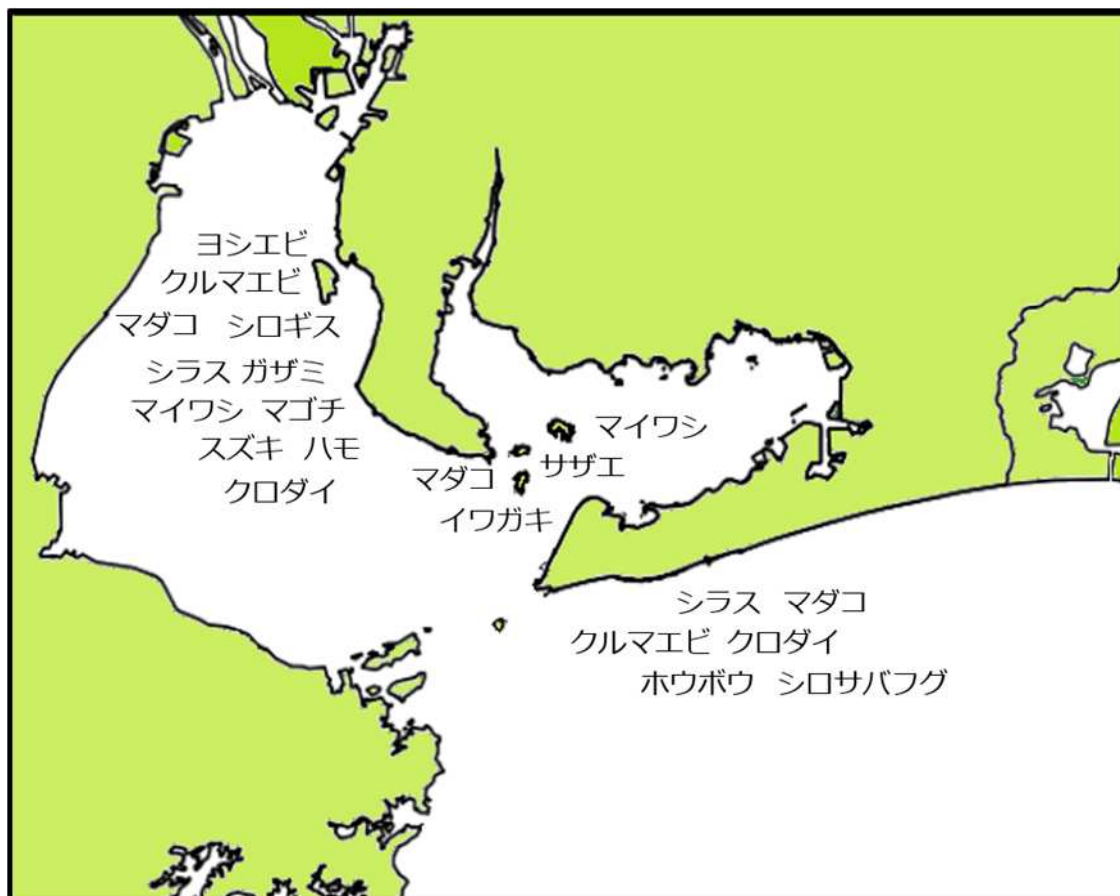 ヨシエビ
クルマエビ
マダコ　シロギス
シラス ガザミ
マイワシ　マゴチ
スズキ　ハモ
クロダイ
マイワシ
サザエ
マダコ
イワガキ
シラス　マダコ
クルマエビ クロダイ
ホウボウ　シロサバフグ